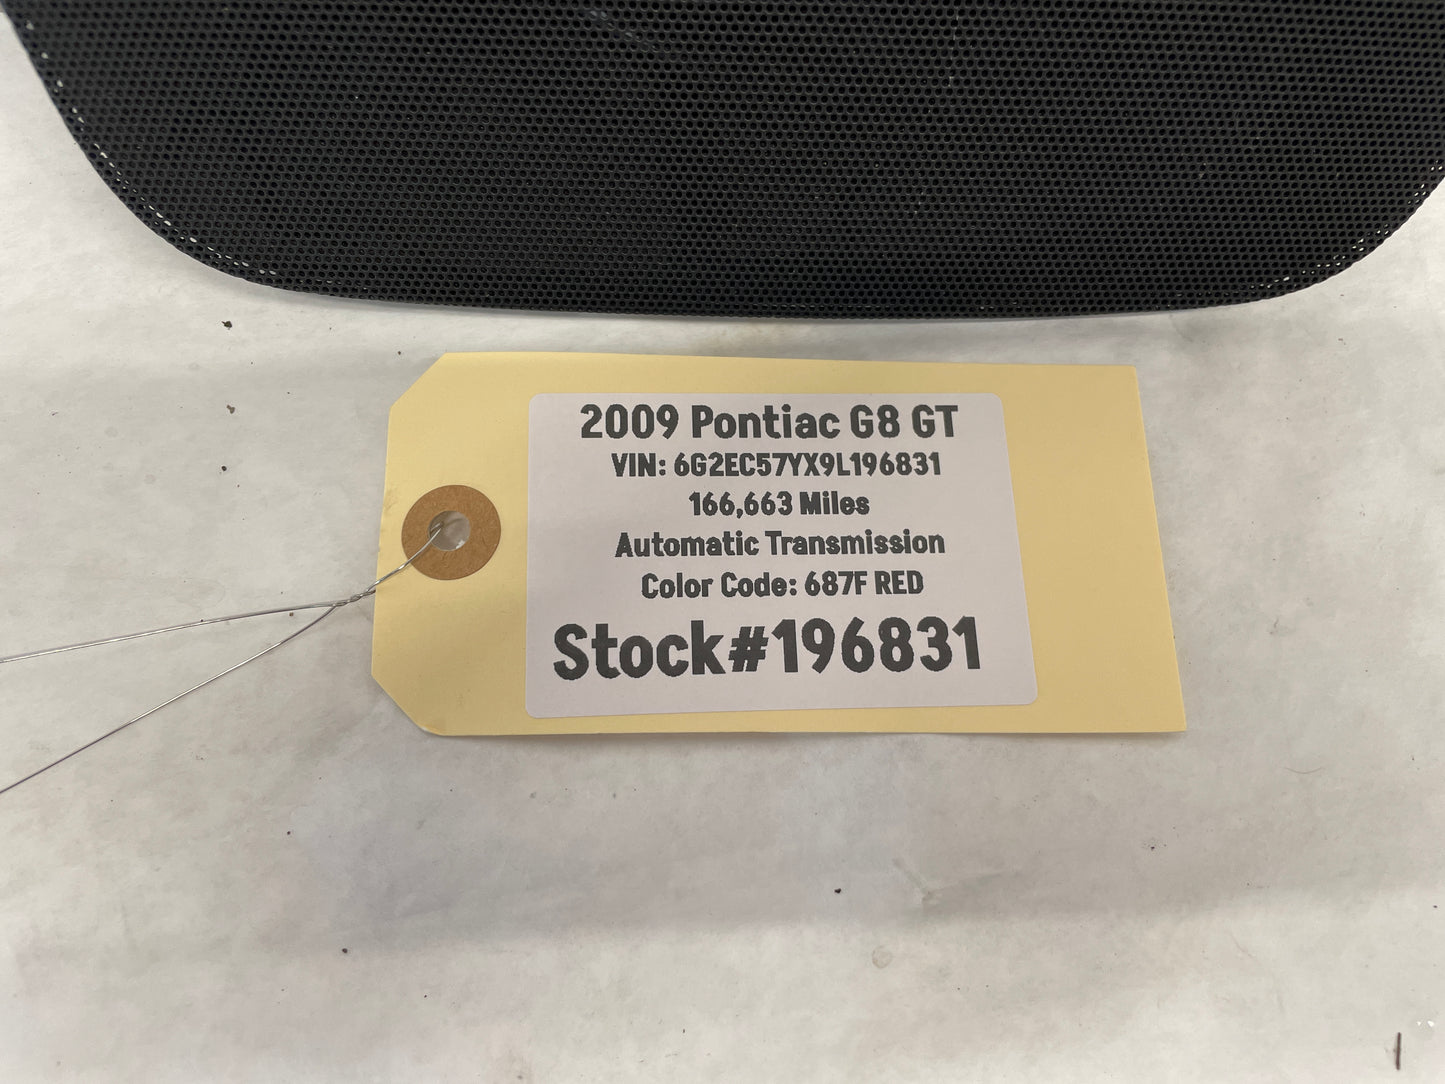 2009 Pontiac G8 GT
VIN: 6G2EC57YX9L196831
166,663 Miles
Automatic Transmission
Color Code: 687F RED
Stock#196831